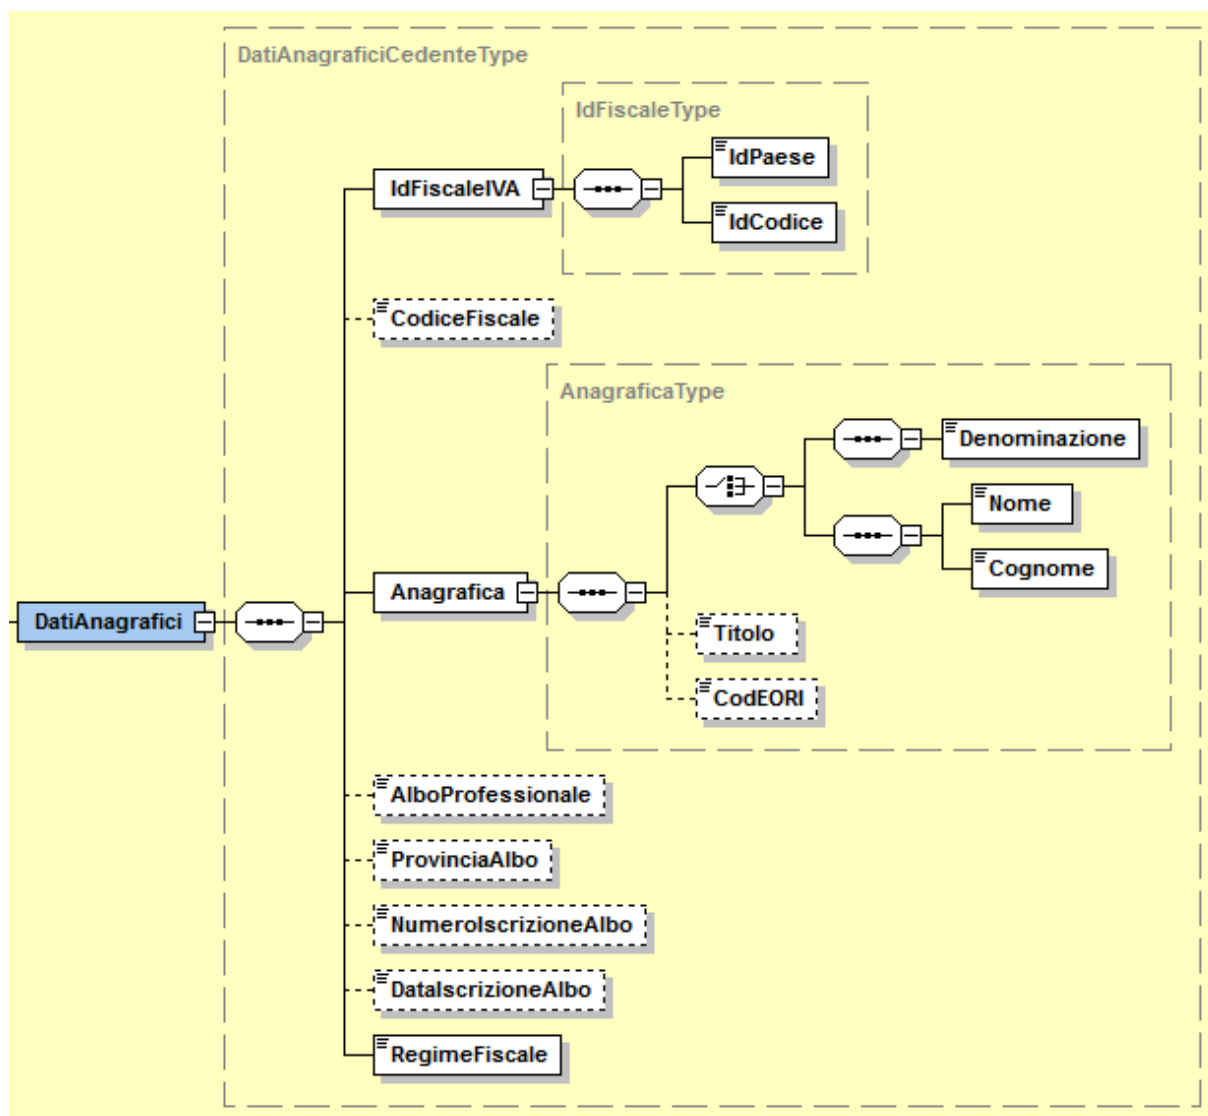 DatiAnagraficiCedenteType
IdFiscaleType
IdPaese
IdFiscaleIVA
IdCodice
CodiceFiscale
AnagraficaType
Denominazione
Nome
Cognome
Anagrafica
DatiAnagrafici
Titolo
CodEORI
AlboProfessionale
ProvinciaAlbo
NumeroIscrizioneAlbo
DataIscrizioneAlbo
RegimeFiscale